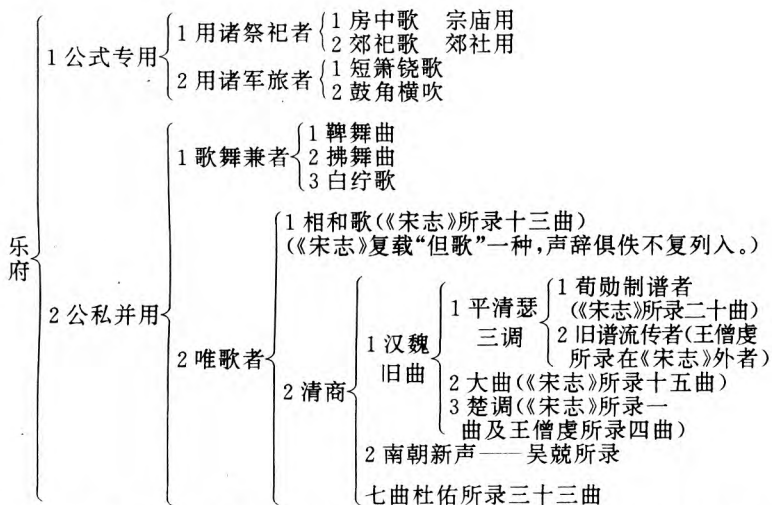 1 房中歌 宗庙用
1 用诸祭祀者
2 郊祀歌 郊社用
1 公式专用
1 短箫铙歌
2 用诸军旅者
2 鼓角横吹
1 鞞舞曲
1 歌舞兼者
2 拂舞曲
3 白纻歌
乐府
1 相和歌(《宋志》所录十三曲)
(《宋志》复载“但歌”一种,声辞俱佚不复列入。)
2 公私并用
2 唯歌者
1 荀勋制谱者
(《宋志》所录二十曲)
1 平清瑟
三调
2 旧谱流传者(王僧虔
所录在《宋志》外者)
1 汉魏
旧曲
2 大曲(《宋志》所录十五曲)
2 清商
3 楚调(《宋志》所录一
曲及王僧虔所录四曲)
2 南朝新声——吴兢所录
七曲杜佑所录三十三曲